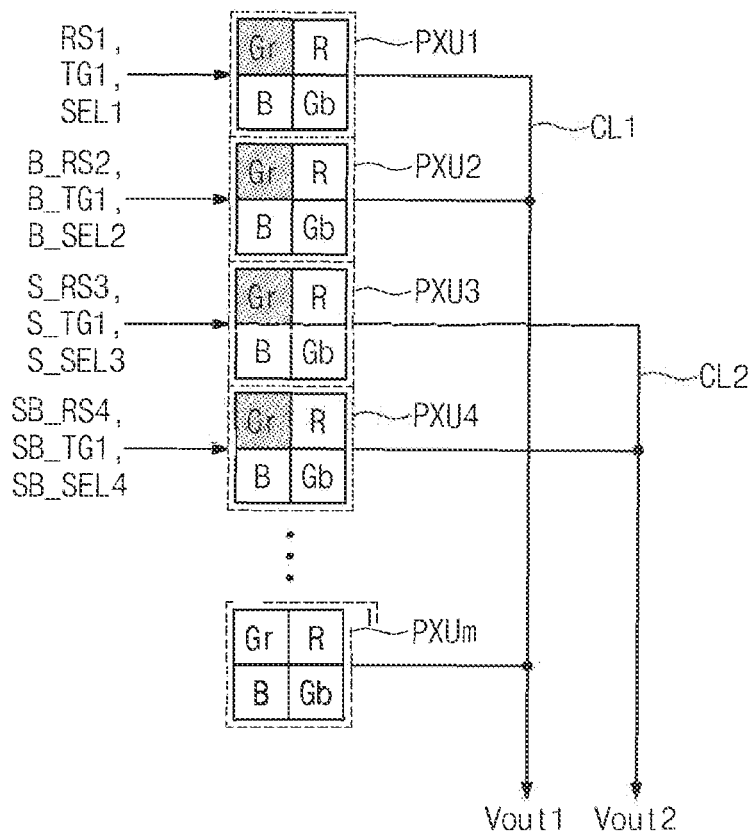 RS1,
TG1,
SEL1
Gr R
B Gb
PXU1
CL1
B_RS2,
B_TG1,
B_SEL2
Gr R
B Gb
PXU2
S_RS3,
S_TG1,
S_SEL3
Gr R
B Gb
PXU3
CL2
SB_RS4,
SB_TG1,
SB_SEL4
Gr R
B Gb
PXU4
Gr R
B Gb
PXUm
Vout1 Vout2